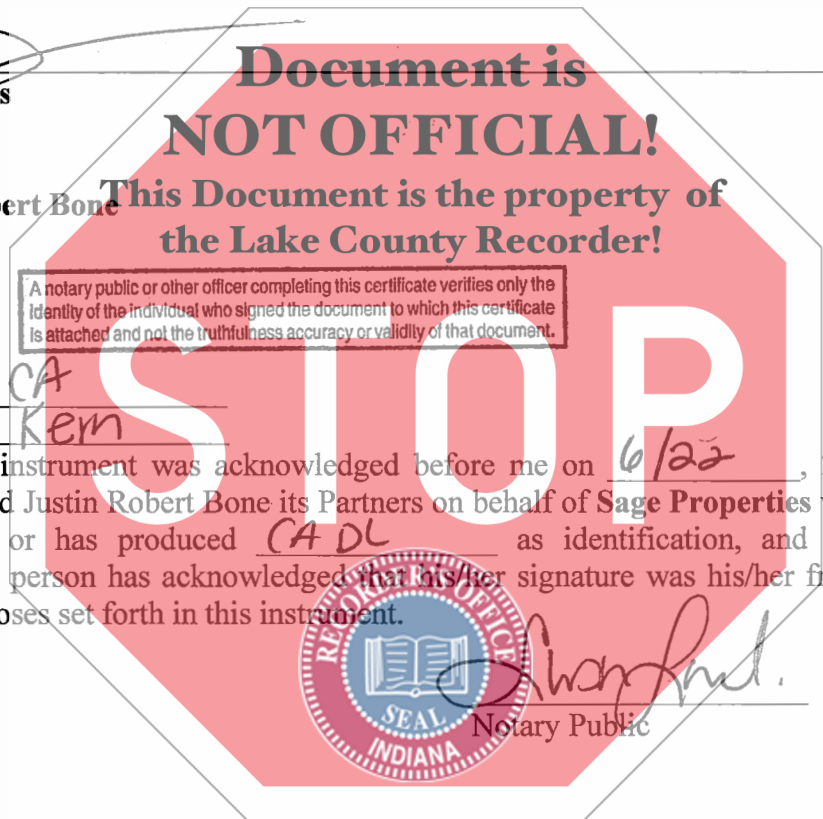 Document is
s
NOT OFFICIAL!
ert Bone
This Document is the property of
the Lake County Recorder!
A notary public or other officer completing this certificate verifies only the
identity of the individual who signed the document to which this certificate
is attached and not the truthfulness accuracy or validity of that document.
STOP
CA
Kern
instrument was acknowledged before me on 6/22,
d Justin Robert Bone its Partners on behalf of Sage Properties
or has produced CA DL as identification, and
person has acknowledged that his/her signature was his/her fr
oses set forth in this instrument.
RECORDER'S OFFICE
SEAL
INDIANA
Notary Public